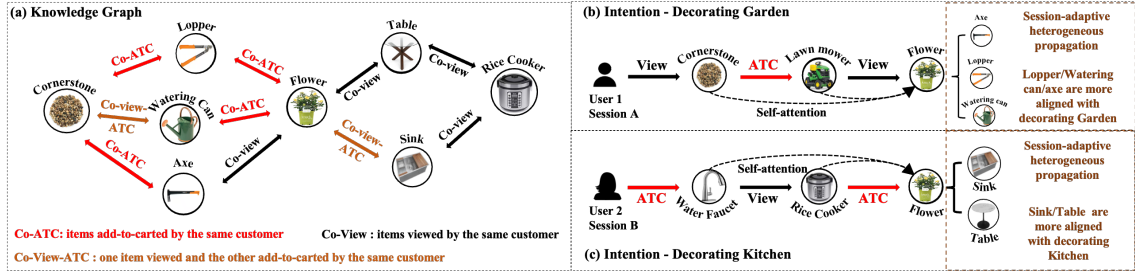 (a) Knowledge Graph
Lopper
Table
Co-ATC
Co-ATC
Co-view
Rice Cooker
Cornerstone
Flower
Co-view
Co-view-
ATC
Watering Can
Co-ATC
Co-ATC
Axe
Co-view
Co-view-
ATC
Sink
Co-view
Co-ATC: items add-to-carted by the same customer
Co-View : items viewed by the same customer
Co-View-ATC : one item viewed and the other add-to-carted by the same customer
(b) Intention - Decorating Garden
User 1
Session A
View
Cornerstone
ATC
Lawn mower
View
Flower
Self-attention
Axe
Lopper
Watering can
Session-adaptive
heterogeneous
propagation
Lopper/Watering
can/axe are more
aligned with
decorating Garden
User 2
Session B
ATC
Water Faucet
Self-attention
View
Rice Cooker
ATC
Flower
Sink
Table
Session-adaptive
heterogeneous
propagation
Sink/Table are
more aligned
with decorating
Kitchen
(c) Intention - Decorating Kitchen